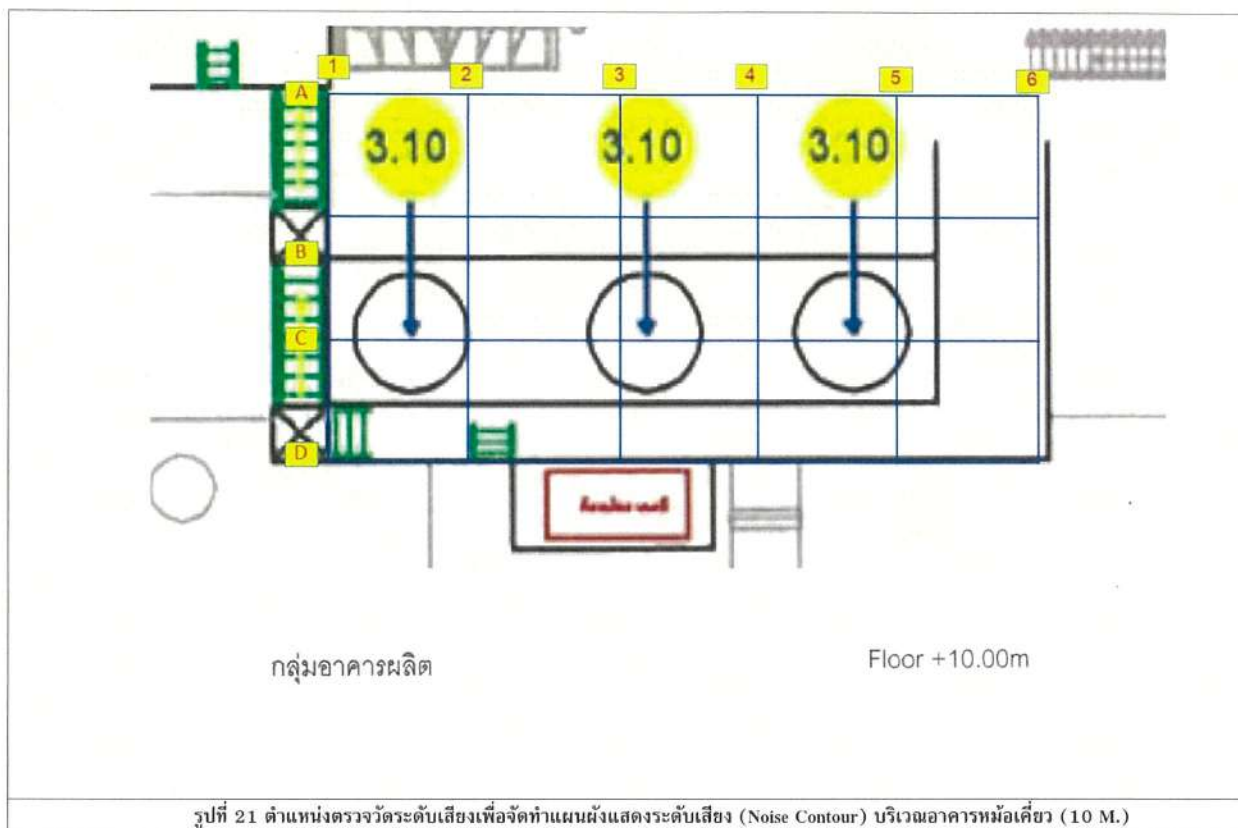 1 2 3 4 5 6
A
3.10 3.10 3.10
B
C
D
กลุ่มอาคารผลิต Floor +10.00m
รูปที่ 21 ตำแหน่งตรวจวัดระดับเสียงเพื่อจัดทำแผนผังแสดงระดับเสียง (Noise Contour) บริเวณอาคารหม้อเคี่ยว (10 M.)